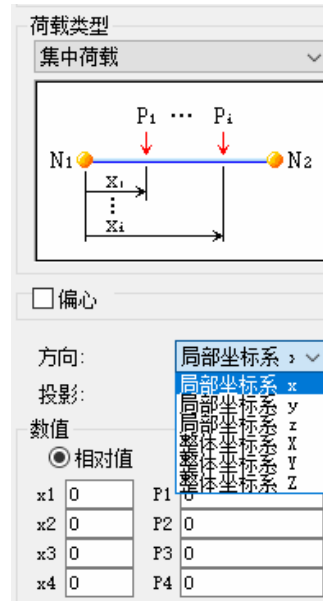 荷载类型
集中荷载
P1 ··· Pi
N1 N2
X1
⋮
Xi
偏心
方向: 局部坐标系 x
投影:
局部坐标系 x
局部坐标系 y
局部坐标系 z
整体坐标系 X
整体坐标系 Y
整体坐标系 Z
数值
相对值
x1 0 P1 0
x2 0 P2 0
x3 0 P3 0
x4 0 P4 0